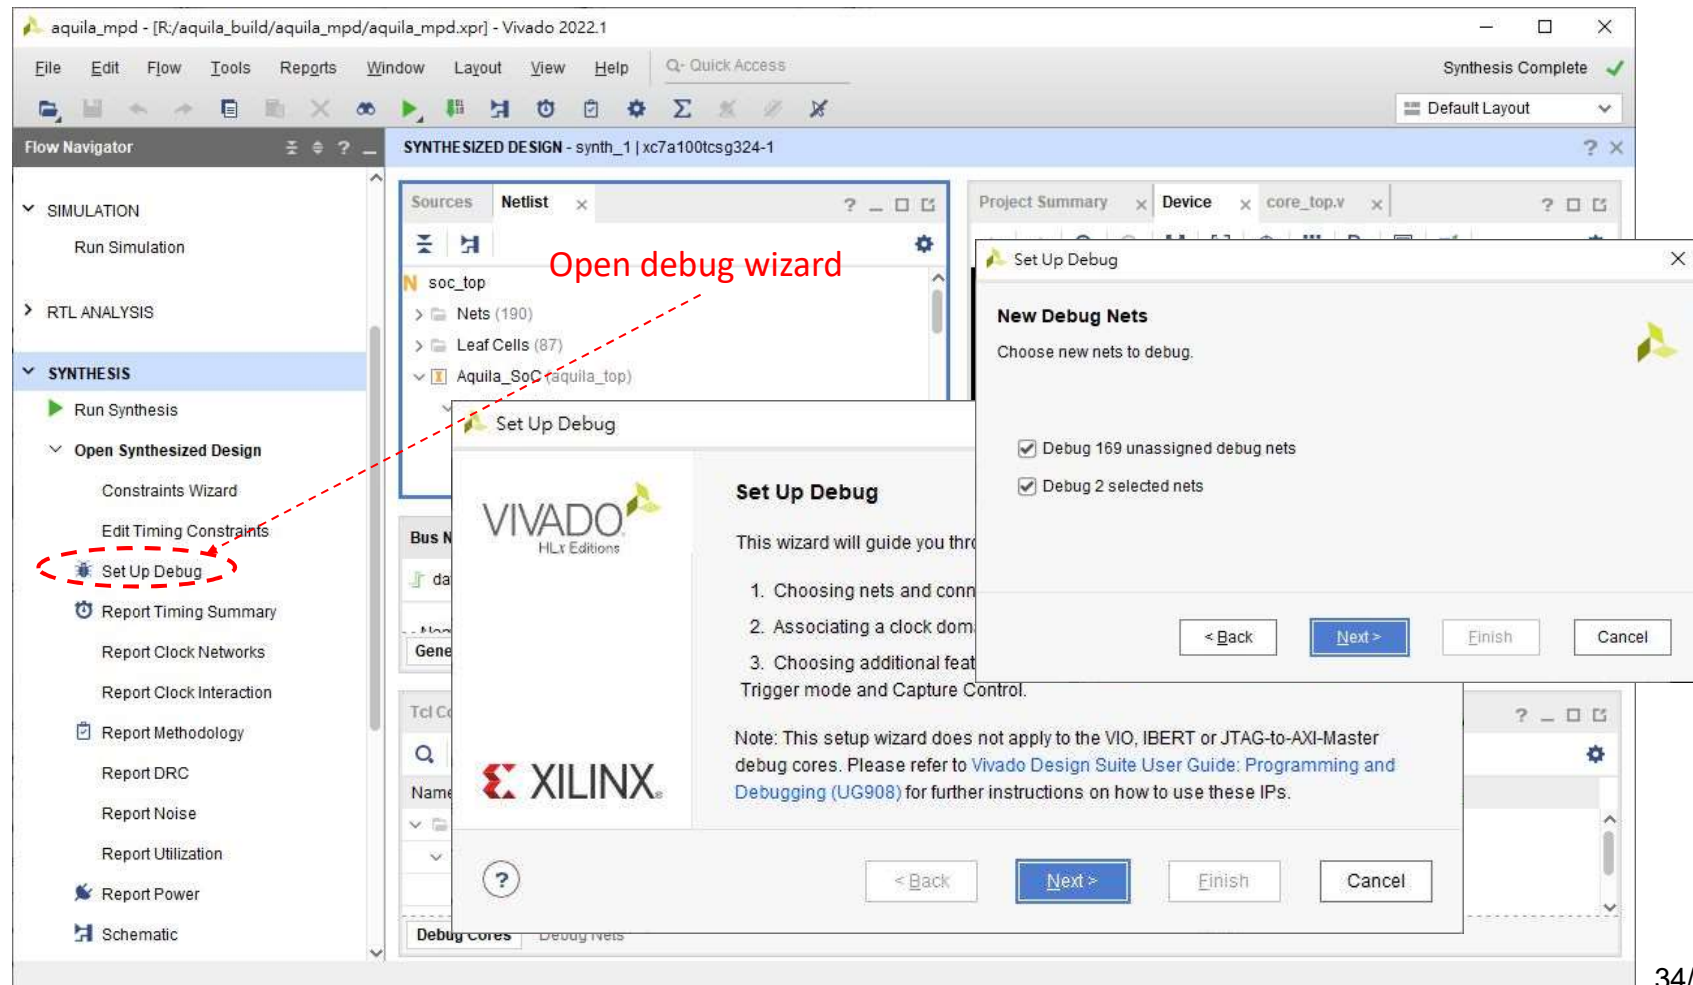 aquila_mpd - [R:/aquila_build/aquila_mpd/aquila_mpd.xpr] - Vivado 2022.1
File Edit Flow Tools Reports Window Layout View Help Q- Quick Access
Synthesis Complete
Default Layout
Flow Navigator
SYNTHESIZED DESIGN - synth_1 | xc7a100tcsg324-1
SIMULATION
Run Simulation
RTL ANALYSIS
SYNTHESIS
Run Synthesis
Open Synthesized Design
Constraints Wizard
Edit Timing Constraints
Set Up Debug
Report Timing Summary
Report Clock Networks
Report Clock Interaction
Report Methodology
Report DRC
Report Noise
Report Utilization
Report Power
Schematic
Sources Netlist
Open debug wizard
soc_top
Nets (190)
Leaf Cells (87)
Aquila_SoC (aquila_top)
Project Summary Device core_top.v
Set Up Debug
New Debug Nets
Choose new nets to debug.
Debug 169 unassigned debug nets
Debug 2 selected nets
< Back Next > Finish Cancel
Bus N
da
Gene
Tcl Co
Name
Set Up Debug
VIVADO
HLx Editions
XILINX
Set Up Debug
This wizard will guide you thro
1. Choosing nets and conn
2. Associating a clock dom
3. Choosing additional feat
Trigger mode and Capture Control.
Note: This setup wizard does not apply to the VIO, IBERT or JTAG-to-AXI-Master
debug cores. Please refer to Vivado Design Suite User Guide: Programming and
Debugging (UG908) for further instructions on how to use these IPs.
< Back Next > Finish Cancel
Debug Cores Debug Nets
34/